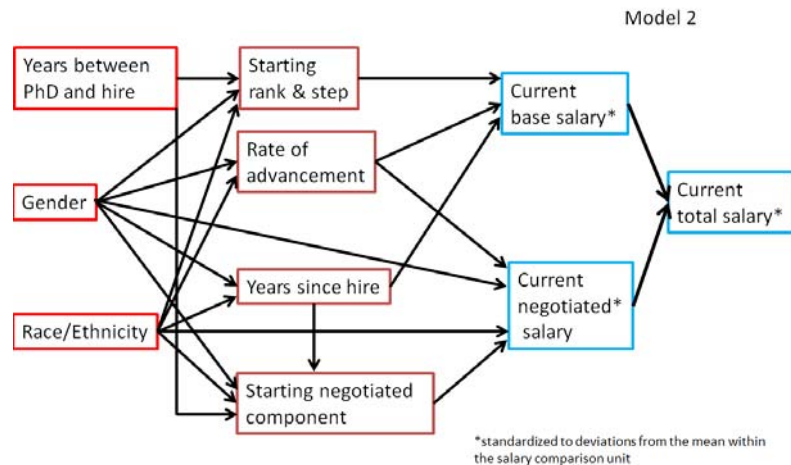 Model 2
Years between
PhD and hire
Starting
rank & step
Current
base salary*
Rate of
advancement
Current
total salary*
Gender
Years since hire
Current
negotiated*
salary
Race/Ethnicity
Starting negotiated
component
*standardized to deviations from the mean within
the salary comparison unit